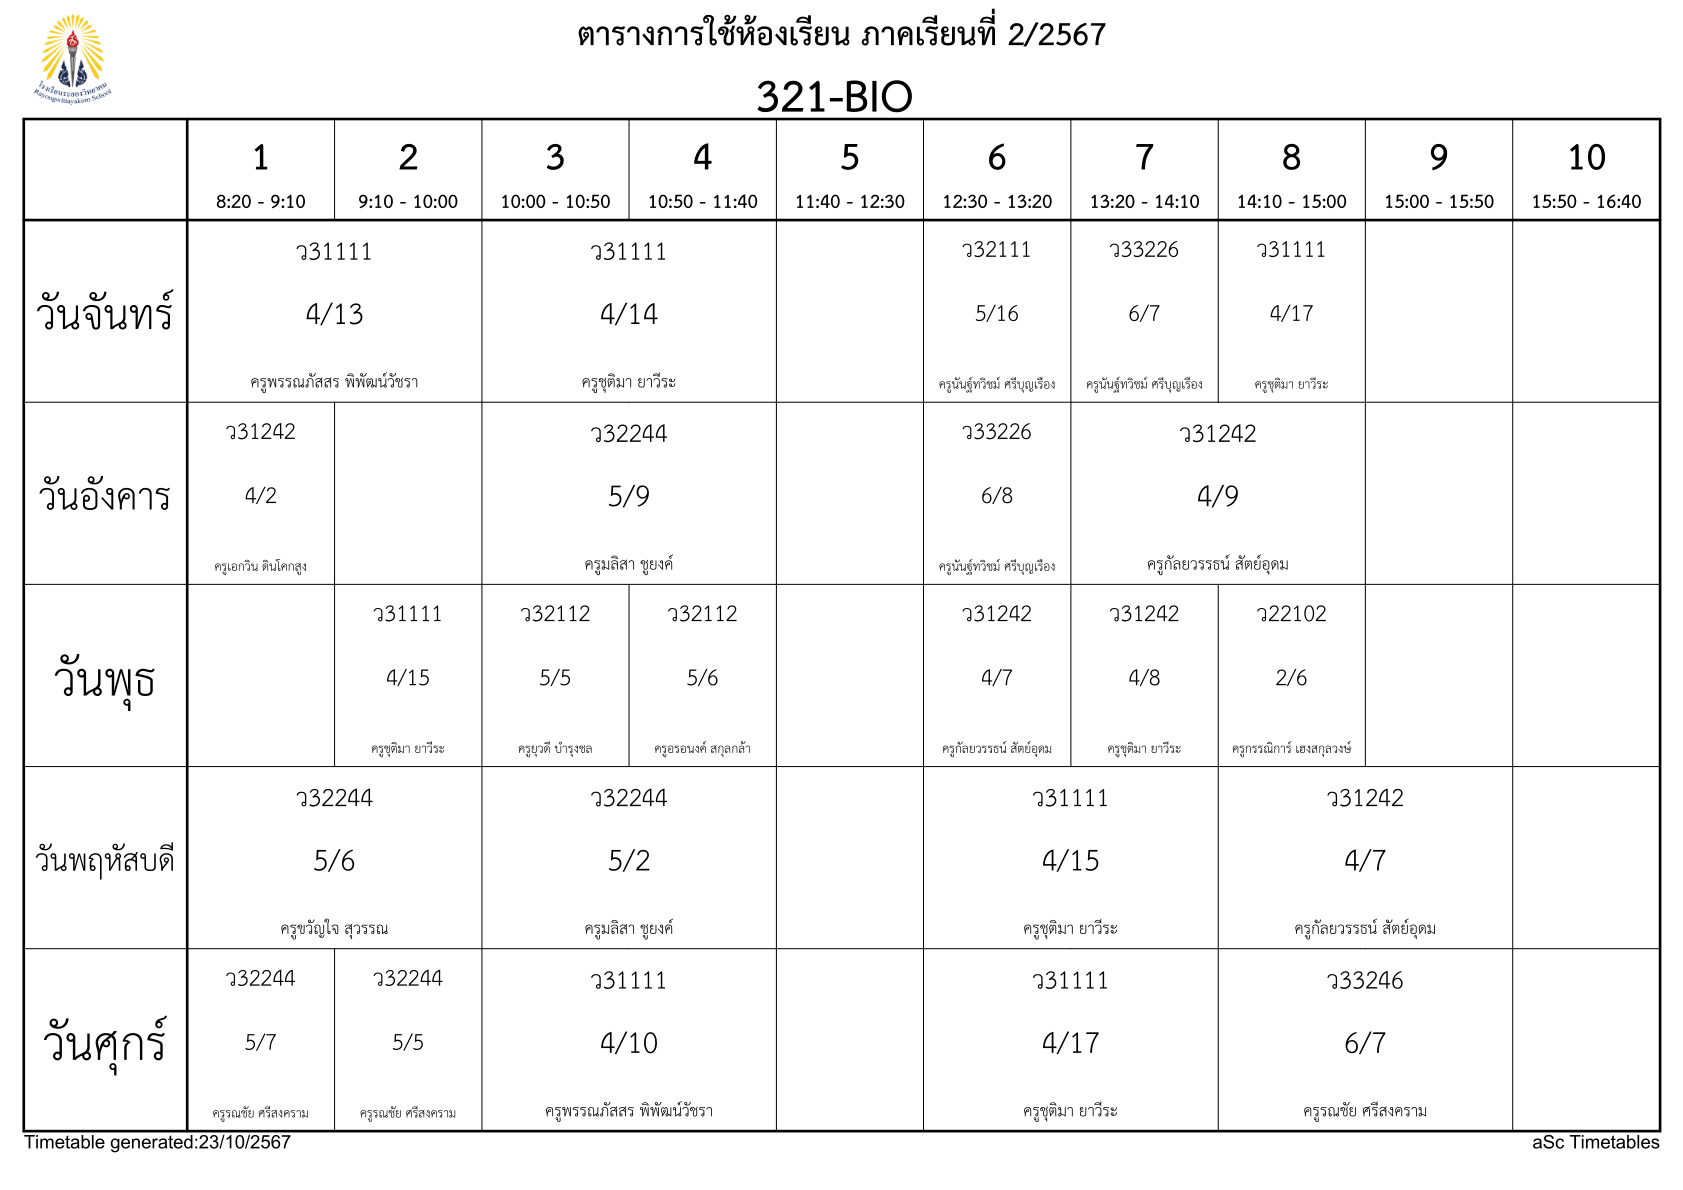 ตารางการใช้ห้องเรียน ภาคเรียนที่ 2/2567
โรงเรียนระยองวิทยาคม
Rayongwittayakom School
321-BIO
1 2 3 4 5 6 7 8 9 10
8:20 - 9:10 9:10 - 10:00 10:00 - 10:50 10:50 - 11:40 11:40 - 12:30 12:30 - 13:20 13:20 - 14:10 14:10 - 15:00 15:00 - 15:50 15:50 - 16:40
วันจันทร์
ว31111 ว31111 ว32111 ว33226 ว31111
4/13 4/14 5/16 6/7 4/17
ครูพรรณภัสสร พิพัฒน์วัชรา ครูชุติมา ยาวีระ ครูนันฐ์ทวิชม์ ศรีบุญเรือง ครูนันฐ์ทวิชม์ ศรีบุญเรือง ครูชุติมา ยาวีระ
วันอังคาร
ว31242 ว32244 ว33226 ว31242
4/2 5/9 6/8 4/9
ครูเอกวิน ดินโคกสูง ครูมลิสา ชูยงค์ ครูนันฐ์ทวิชม์ ศรีบุญเรือง ครูกัลยวรรธน์ สัตย์อุดม
วันพุธ
ว31111 ว32112 ว32112 ว31242 ว31242 ว22102
4/15 5/5 5/6 4/7 4/8 2/6
ครูชุติมา ยาวีระ ครูยุวดี บำรุงชล ครูอรอนงค์ สกุลกล้า ครูกัลยวรรธน์ สัตย์อุดม ครูชุติมา ยาวีระ ครูกรรณิการ์ เฮงสกุลวงษ์
วันพฤหัสบดี
ว32244 ว32244 ว31111 ว31242
5/6 5/2 4/15 4/7
ครูขวัญใจ สุวรรณ ครูมลิสา ชูยงค์ ครูชุติมา ยาวีระ ครูกัลยวรรธน์ สัตย์อุดม
วันศุกร์
ว32244 ว32244 ว31111 ว31111 ว33246
5/7 5/5 4/10 4/17 6/7
ครูรณชัย ศรีสงคราม ครูรณชัย ศรีสงคราม ครูพรรณภัสสร พิพัฒน์วัชรา ครูชุติมา ยาวีระ ครูรณชัย ศรีสงคราม
Timetable generated:23/10/2567 aSc Timetables